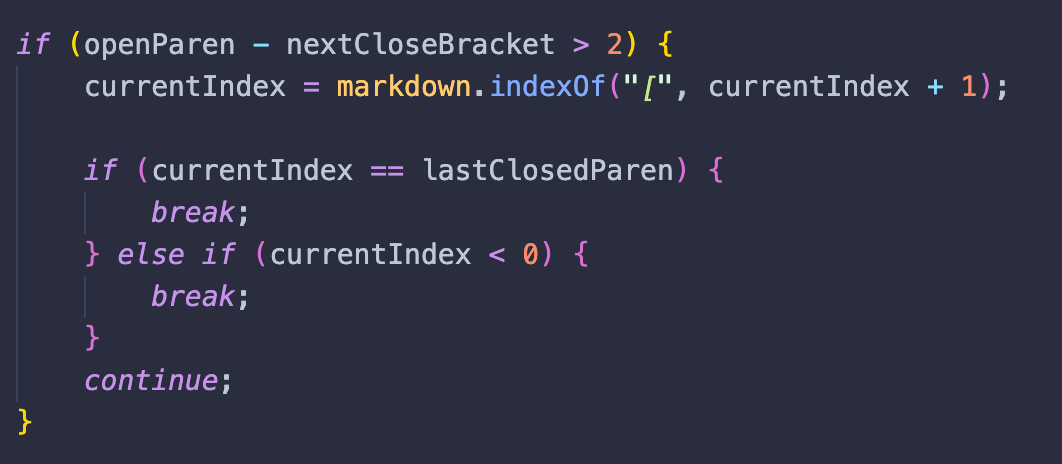 if (openParen - nextCloseBracket > 2) {
    currentIndex = markdown.indexOf("[", currentIndex + 1);

    if (currentIndex == lastClosedParen) {
        break;
    } else if (currentIndex < 0) {
        break;
    }
    continue;
}